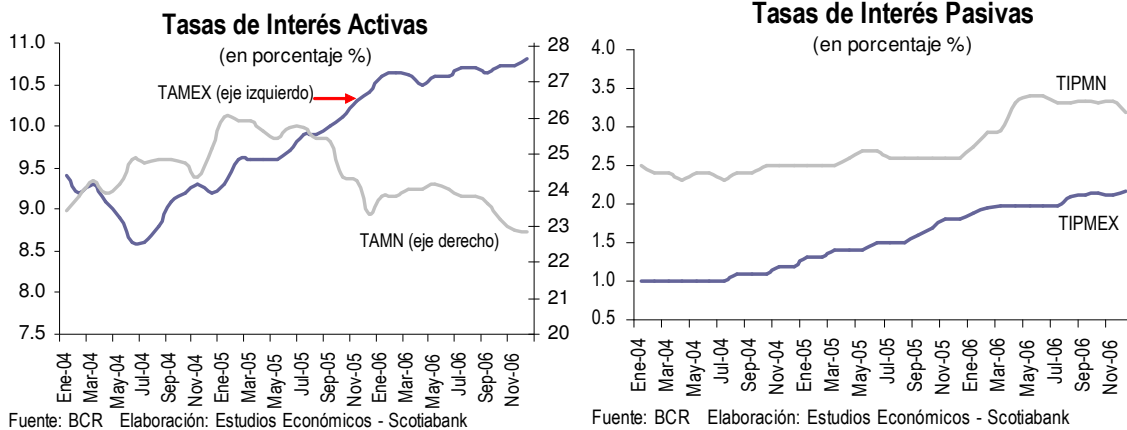 Tasas de Interés Activas
(en porcentaje %)
11.0
10.5
10.0
9.5
9.0
8.5
8.0
7.5
28
27
26
25
24
23
22
21
20
TAMEX (eje izquierdo)
TAMN (eje derecho)
Ene-04
Mar-04
May-04
Jul-04
Sep-04
Nov-04
Ene-05
Mar-05
May-05
Jul-05
Sep-05
Nov-05
Ene-06
Mar-06
May-06
Jul-06
Sep-06
Nov-06
Fuente: BCR Elaboración: Estudios Económicos - Scotiabank
Tasas de Interés Pasivas
(en porcentaje %)
4.0
3.5
3.0
2.5
2.0
1.5
1.0
0.5
TIPMN
TIPMEX
Ene-04
Mar-04
May-04
Jul-04
Sep-04
Nov-04
Ene-05
Mar-05
May-05
Jul-05
Sep-05
Nov-05
Ene-06
Mar-06
May-06
Jul-06
Sep-06
Nov-06
Fuente: BCR Elaboración: Estudios Económicos - Scotiabank